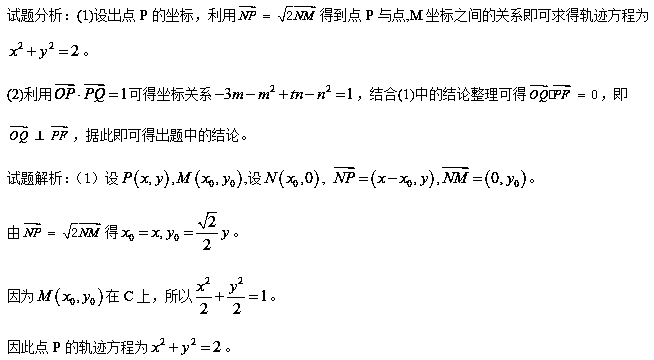 试题分析：(1)设出点 P 的坐标，利用$\overrightarrow{NP} = \sqrt{2\overrightarrow{NM}}$ 得到点 P 与点,M 坐标之间的关系即可求得轨迹方程为
$x^2+y^2=2$。
(2)利用$\overrightarrow{OP}\cdot\overrightarrow{PQ}=1$可得坐标关系$-3m-m^2+tn-n^2=1$，结合(1)中的结论整理可得$\overrightarrow{OQ}□\overrightarrow{PF} = 0$，即
$\overrightarrow{OQ} \perp \overrightarrow{PF}$，据此即可得出题中的结论。
试题解析：（1）设$P(x,y),M(x_0,y_0)$,设$N(x_0,0)$，$\overrightarrow{NP}=(x-x_0,y),\overrightarrow{NM}=(0,y_0)$。
由$\overrightarrow{NP} = \sqrt{2\overrightarrow{NM}}$ 得$x_0=x,y_0=\frac{\sqrt{2}}{2}y$。
因为$M(x_0,y_0)$在 C 上，所以$\frac{x^2}{2}+\frac{y^2}{2}=1$。
因此点 P 的轨迹方程为$x^2+y^2=2$。